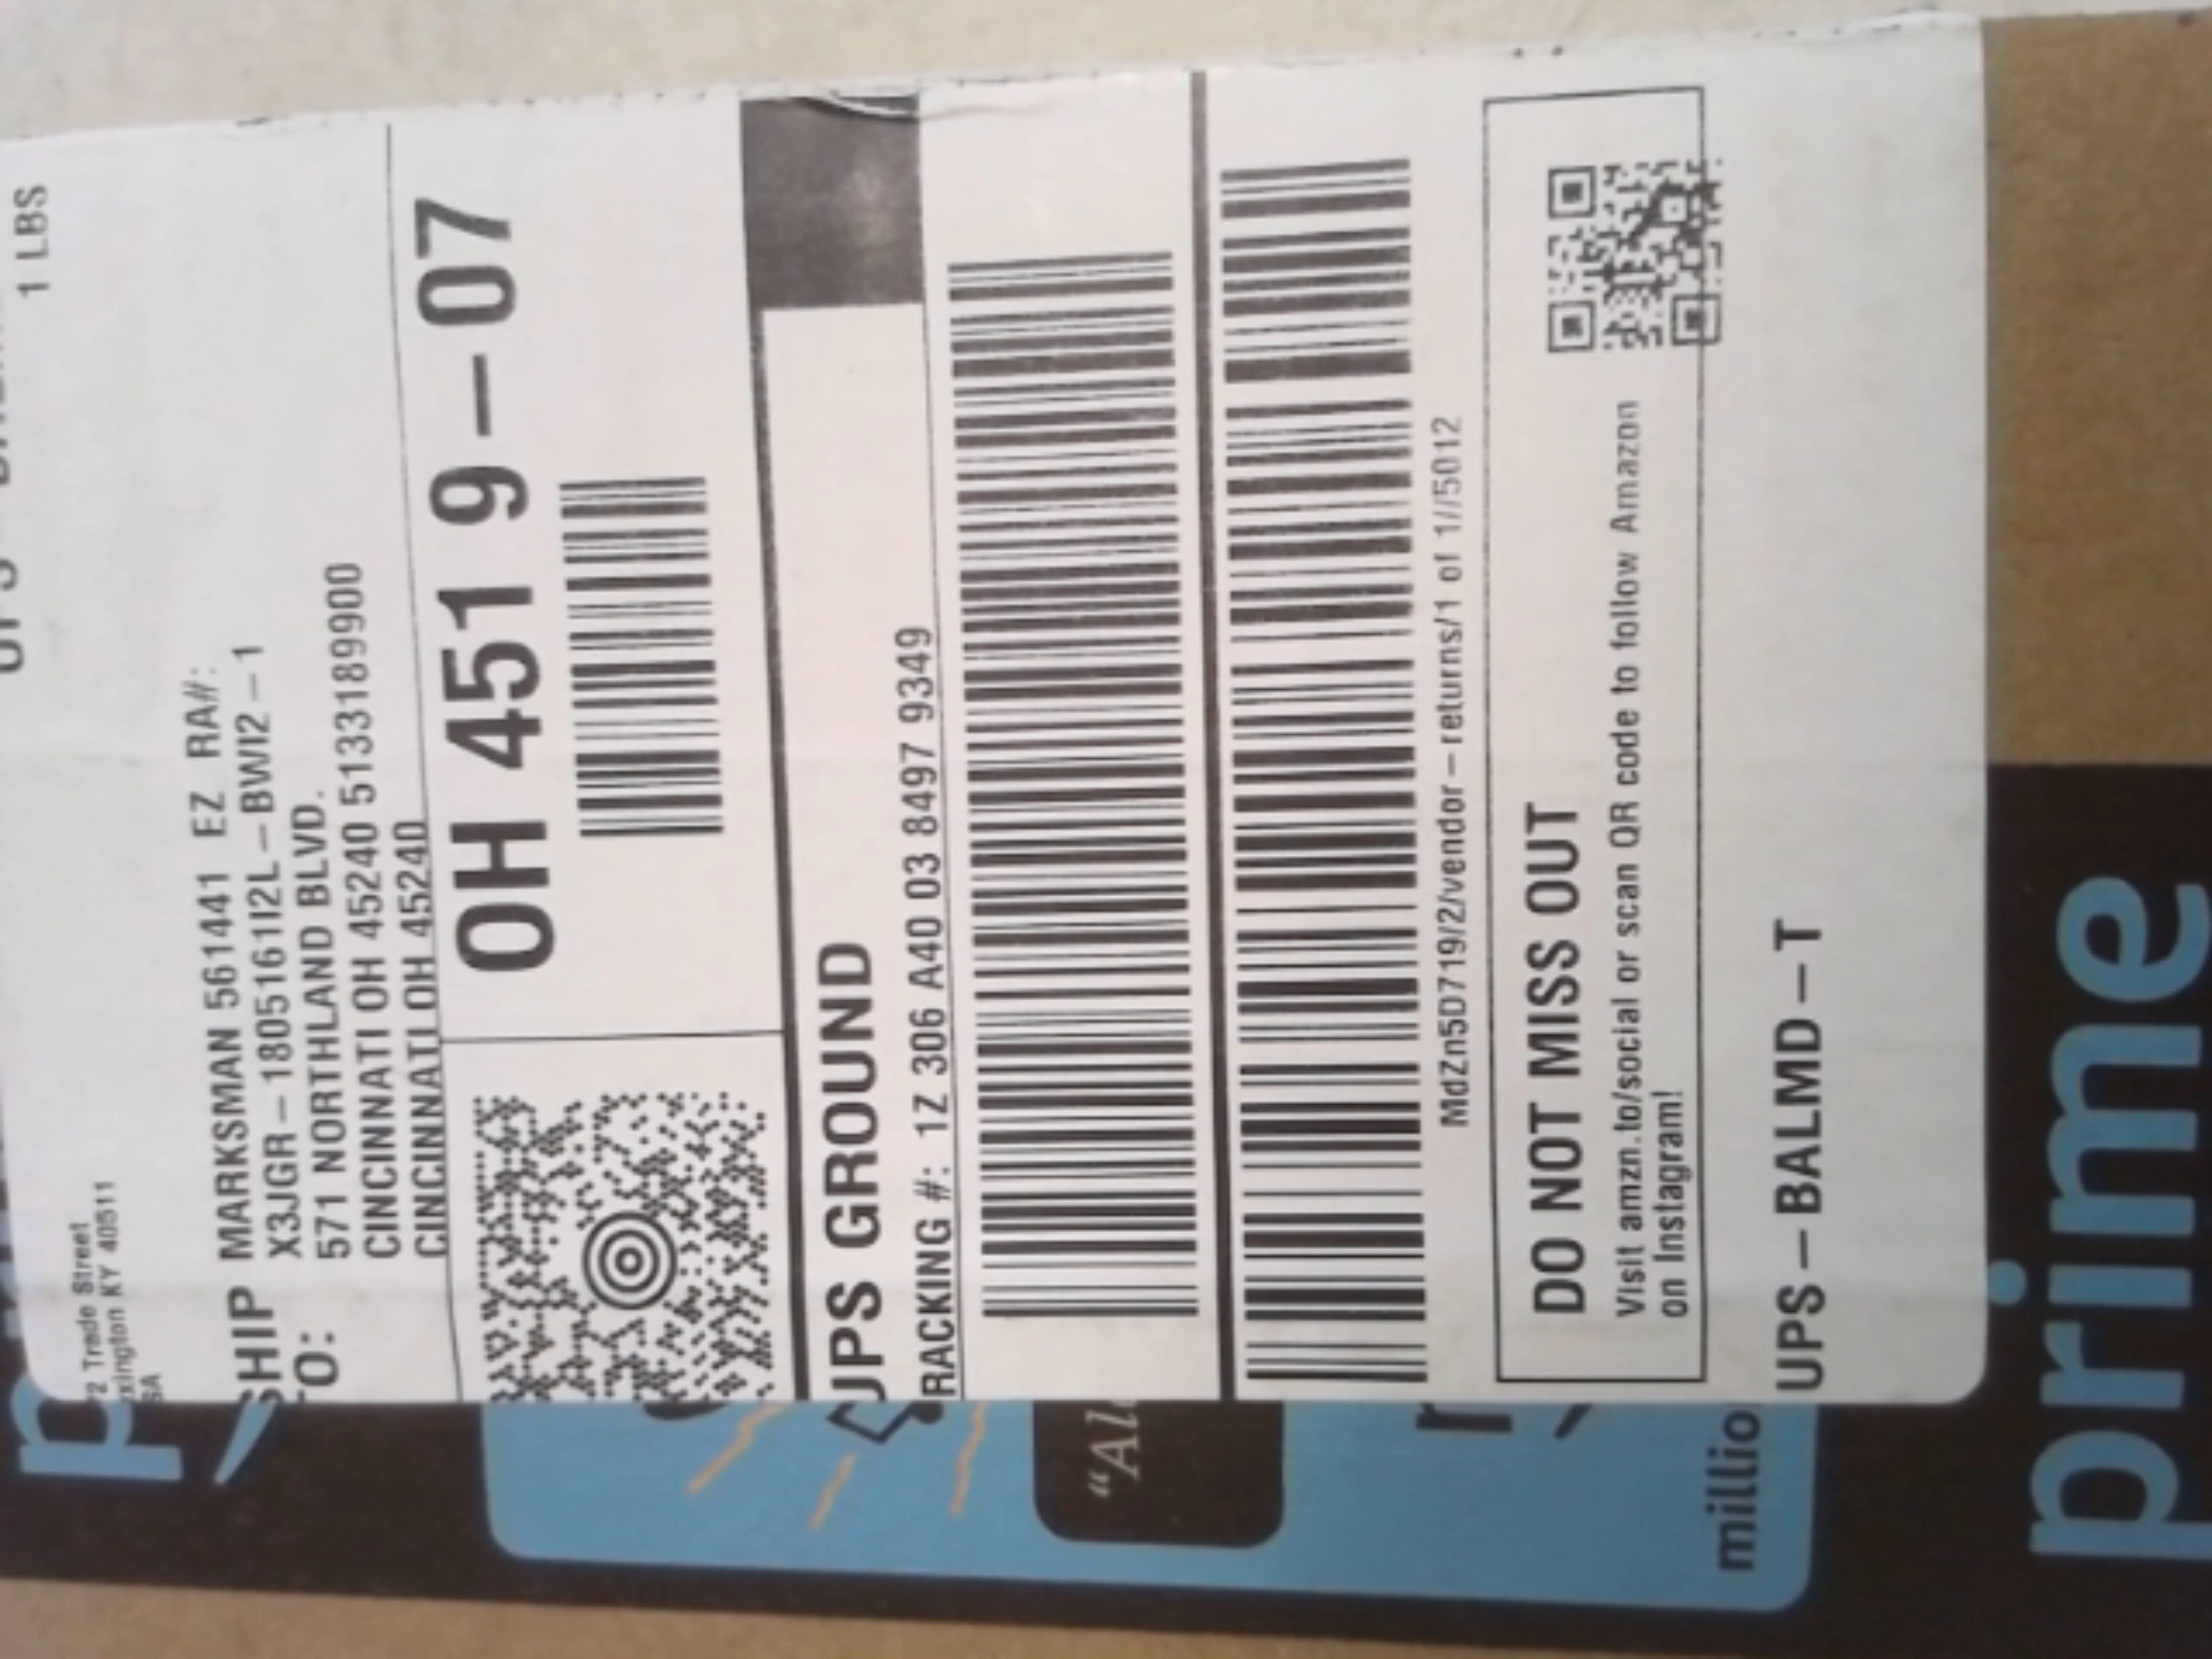 1 LBS
2 Trade Street
xington KY 40511
SA
SHIP
TO:
MARKSMAN 561441 EZ RA#:
X3JGR-1805161I2L-BWI2-1
571 NORTHLAND BLVD.
CINCINNATI OH 45240 5133189900
CINCINNATI OH 45240
OH 451 9-07
UPS GROUND
RACKING #: 1Z 306 A40 03 8497 9349
MdZn5D719/2/vendor-returns/1 of 1//5012
DO NOT MISS OUT
Visit amzn.to/social or scan QR code to follow Amazon
on Instagram!
UPS-BALMD-T
"Al
millio
prime